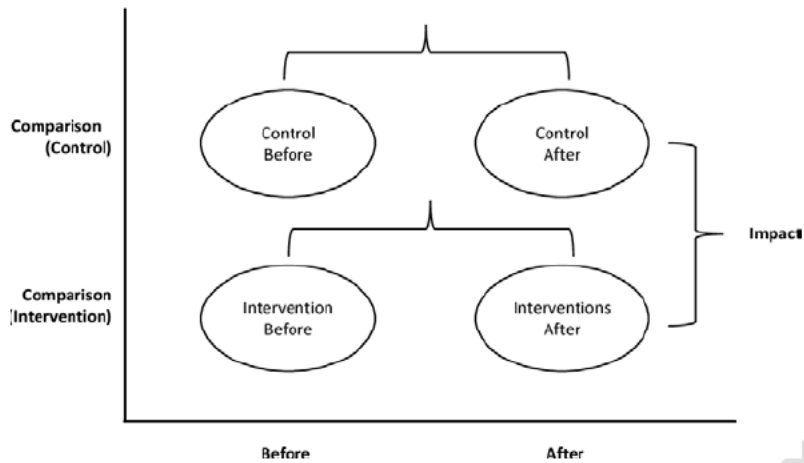 Comparison
(Control)
Control
Before
Control
After
Impact
Comparison
(Intervention)
Intervention
Before
Interventions
After
Before
After